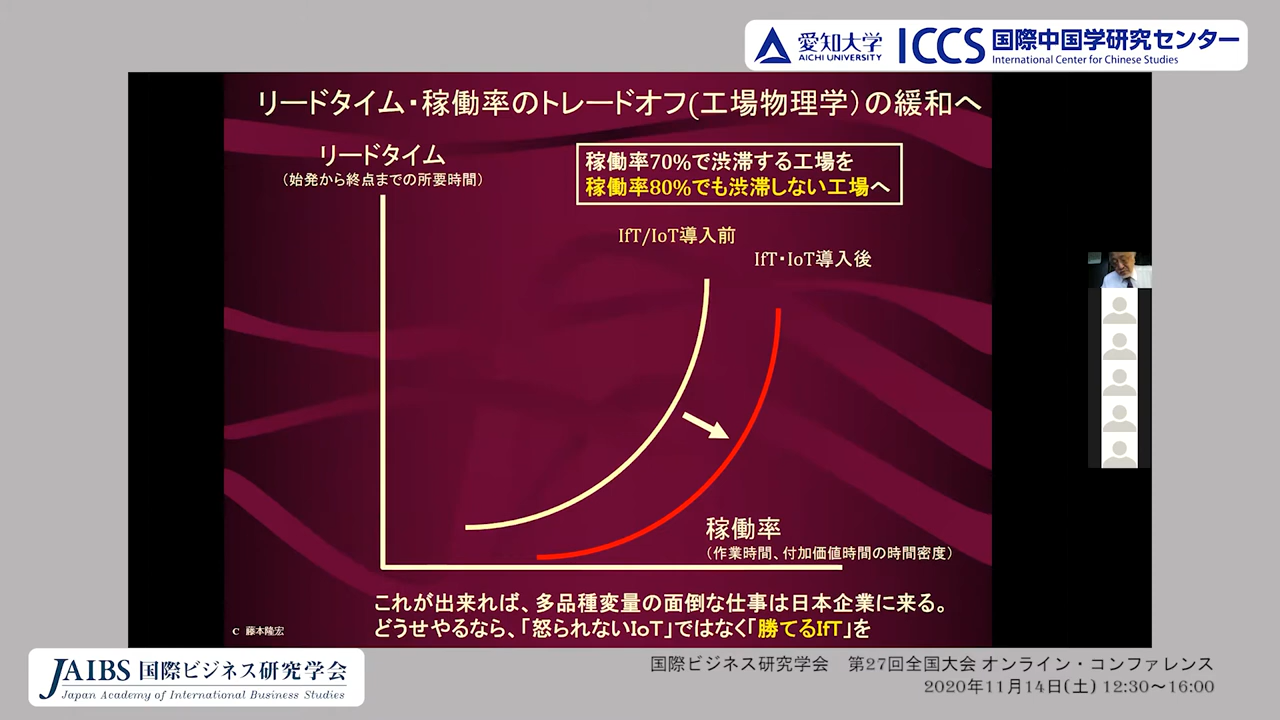 愛知大学
AICHI UNIVERSITY
ICCS 国際中国学研究センター
International Center for Chinese Studies
リードタイム・稼働率のトレードオフ(工場物理学)の緩和へ
リードタイム
(始発から終点までの所要時間)
稼働率70%で渋滞する工場を
稼働率80%でも渋滞しない工場へ
IfT/IoT導入前
IfT・IoT導入後
稼働率
(作業時間、付加価値時間の時間密度)
これが出来れば、多品種変量の面倒な仕事は日本企業に来る。
どうせやるなら、「怒られないIoT」ではなく「勝てるIfT」を
C 藤本隆宏
JAIBS 国際ビジネス研究学会
Japan Academy of International Business Studies
国際ビジネス研究学会 第27回全国大会 オンライン・コンファレンス
2020年11月14日(土) 12:30〜16:00